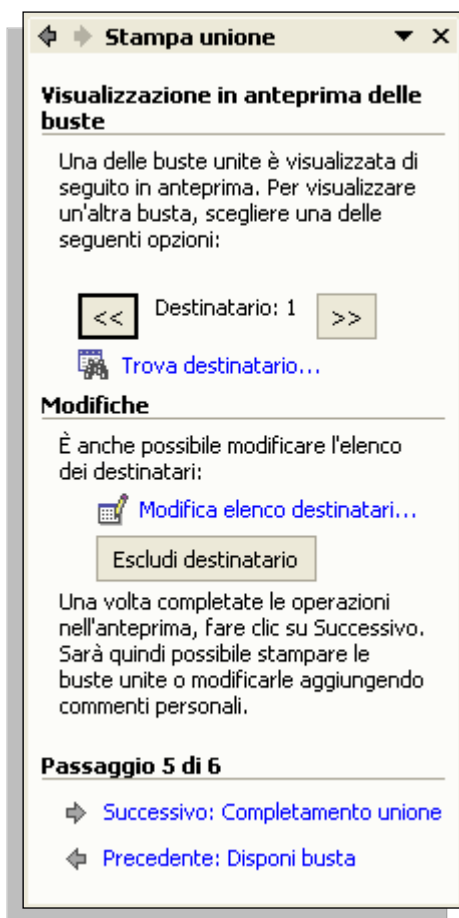 Stampa unione
Visualizzazione in anteprima delle
buste
Una delle buste unite è visualizzata di
seguito in anteprima. Per visualizzare
un'altra busta, scegliere una delle
seguenti opzioni:
<< Destinatario: 1 >>
Trova destinatario...
Modifiche
È anche possibile modificare l'elenco
dei destinatari:
Modifica elenco destinatari...
Escludi destinatario
Una volta completate le operazioni
nell'anteprima, fare clic su Successivo.
Sarà quindi possibile stampare le
buste unite o modificarle aggiungendo
commenti personali.
Passaggio 5 di 6
Successivo: Completamento unione
Precedente: Disponi busta